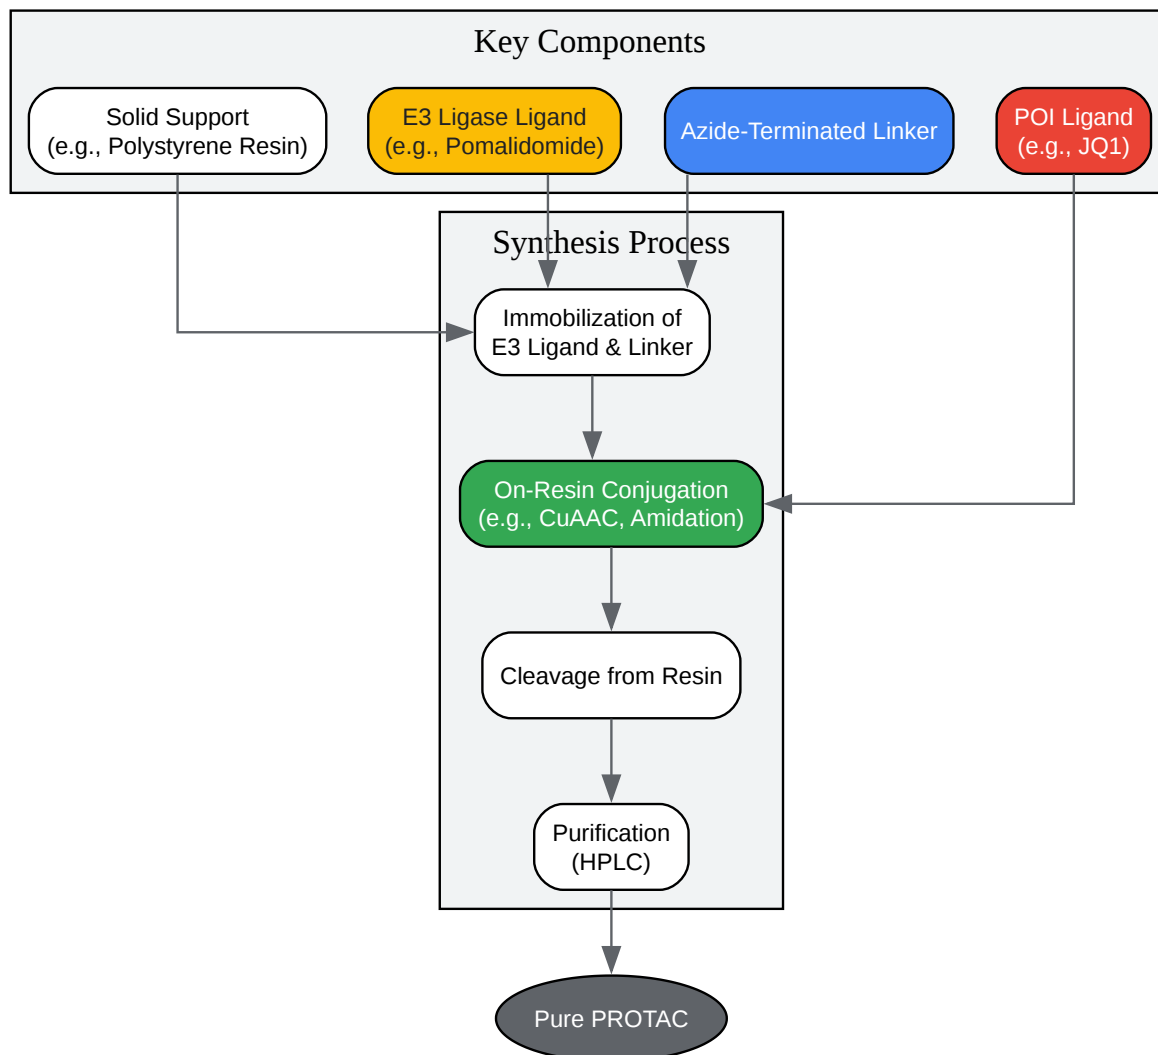 Key Components
Solid Support
(e.g., Polystyrene Resin)
E3 Ligase Ligand
(e.g., Pomalidomide)
Azide-Terminated Linker
POI Ligand
(e.g., JQ1)
Synthesis Process
Immobilization of
E3 Ligand & Linker
On-Resin Conjugation
(e.g., CuAAC, Amidation)
Cleavage from Resin
Purification
(HPLC)
Pure PROTAC